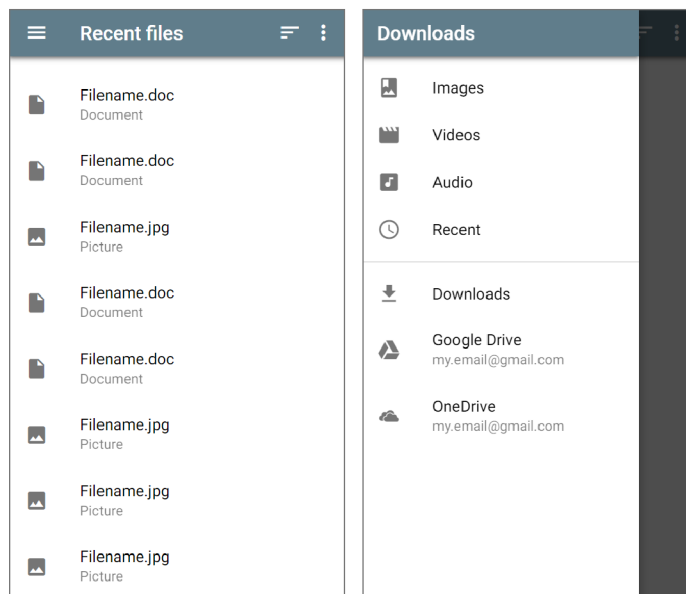 Recent files
Filename.doc
Document
Filename.doc
Document
Filename.jpg
Picture
Filename.doc
Document
Filename.doc
Document
Filename.jpg
Picture
Filename.jpg
Picture
Filename.jpg
Picture
Downloads
Images
Videos
Audio
Recent
Downloads
Google Drive
my.email@gmail.com
OneDrive
my.email@gmail.com